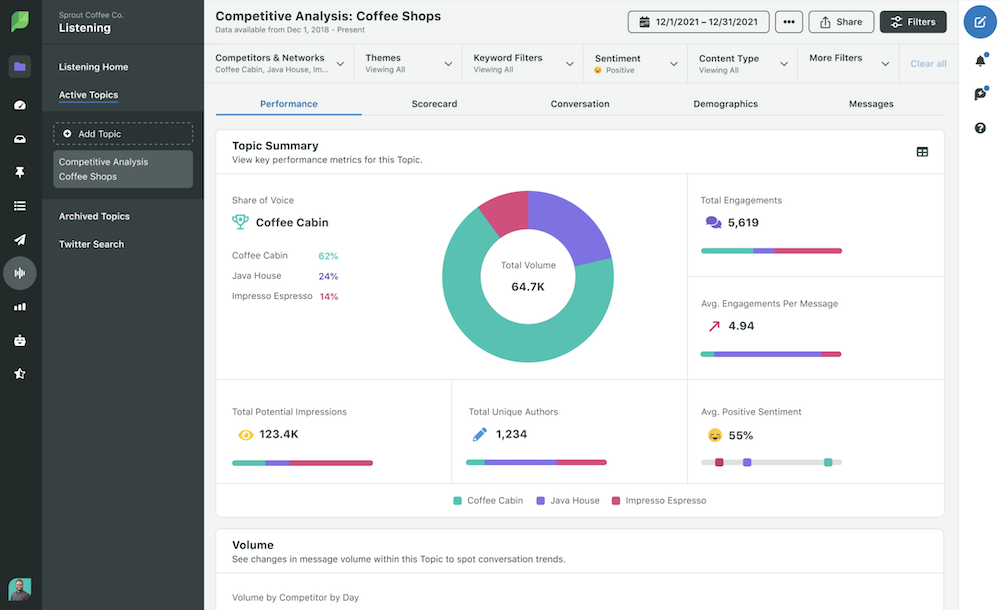 Sprout Coffee Co.
Listening
Listening Home
Active Topics
Add Topic
Competitive Analysis
Coffee Shops
Archived Topics
Twitter Search
Competitive Analysis: Coffee Shops
Data available from Dec 1, 2018 - Present
12/1/2021 – 12/31/2021
•••
Share
Filters
Competitors & Networks
Coffee Cabin, Java House, Im...
Themes
Viewing All
Keyword Filters
Viewing All
Sentiment
Positive
Content Type
Viewing All
More Filters
Clear all
Performance
Scorecard
Conversation
Demographics
Messages
Topic Summary
View key performance metrics for this Topic.
Share of Voice
Coffee Cabin
Coffee Cabin 62%
Java House 24%
Impresso Espresso 14%
Total Volume
64.7K
Total Engagements
5,619
Avg. Engagements Per Message
4.94
Total Potential Impressions
123.4K
Total Unique Authors
1,234
Avg. Positive Sentiment
55%
Coffee Cabin
Java House
Impresso Espresso
Volume
See changes in message volume within this Topic to spot conversation trends.
Volume by Competitor by Day